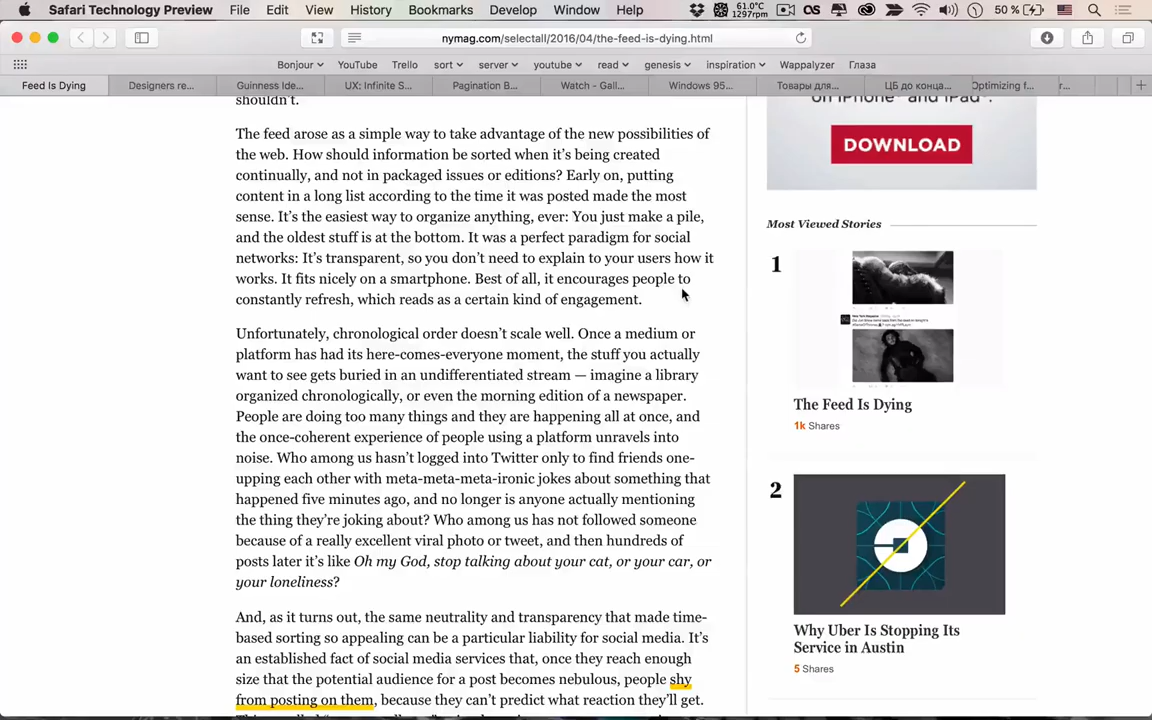 Safari Technology Preview File Edit View History Bookmarks Develop Window Help 61.0°C 1297rpm 50 %
nymag.com/selectall/2016/04/the-feed-is-dying.html
Bonjour YouTube Trello sort server youtube read genesis inspiration Wappalyzer Глаза
Feed Is Dying Designers re... Guinness Ide... UX: Infinite S... Pagination B... Watch - Gall... Windows 95... Товары для... ЦБ до конца... Optimizing f... r...
shouldn't.
The feed arose as a simple way to take advantage of the new possibilities of
the web. How should information be sorted when it's being created
continually, and not in packaged issues or editions? Early on, putting
content in a long list according to the time it was posted made the most
sense. It's the easiest way to organize anything, ever: You just make a pile,
and the oldest stuff is at the bottom. It was a perfect paradigm for social
networks: It's transparent, so you don't need to explain to your users how it
works. It fits nicely on a smartphone. Best of all, it encourages people to
constantly refresh, which reads as a certain kind of engagement.
Unfortunately, chronological order doesn't scale well. Once a medium or
platform has had its here-comes-everyone moment, the stuff you actually
want to see gets buried in an undifferentiated stream — imagine a library
organized chronologically, or even the morning edition of a newspaper.
People are doing too many things and they are happening all at once, and
the once-coherent experience of people using a platform unravels into
noise. Who among us hasn't logged into Twitter only to find friends one-
upping each other with meta-meta-meta-ironic jokes about something that
happened five minutes ago, and no longer is anyone actually mentioning
the thing they're joking about? Who among us has not followed someone
because of a really excellent viral photo or tweet, and then hundreds of
posts later it's like Oh my God, stop talking about your cat, or your car, or
your loneliness?
And, as it turns out, the same neutrality and transparency that made time-
based sorting so appealing can be a particular liability for social media. It's
an established fact of social media services that, once they reach enough
size that the potential audience for a post becomes nebulous, people shy
from posting on them, because they can't predict what reaction they'll get.
on iPhone and iPad.
DOWNLOAD
Most Viewed Stories
1
The Feed Is Dying
1k Shares
2
Why Uber Is Stopping Its
Service in Austin
5 Shares